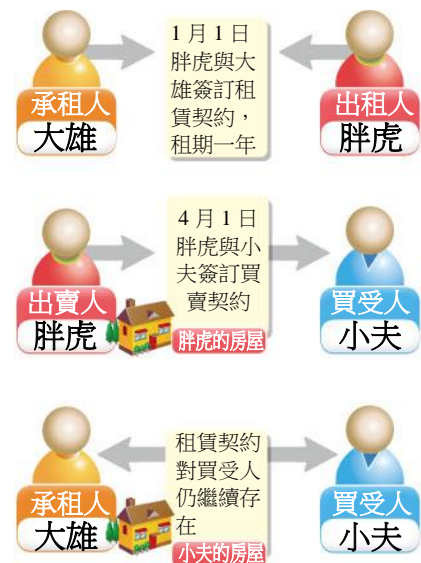 1月1日
胖虎與大
雄簽訂租
賃契約，
租期一年
承租人
大雄
出租人
胖虎
4月1日
胖虎與小
夫簽訂買
賣契約
胖虎的房屋
出賣人
胖虎
買受人
小夫
租賃契約
對買受人
仍繼續存
在
小夫的房屋
承租人
大雄
買受人
小夫